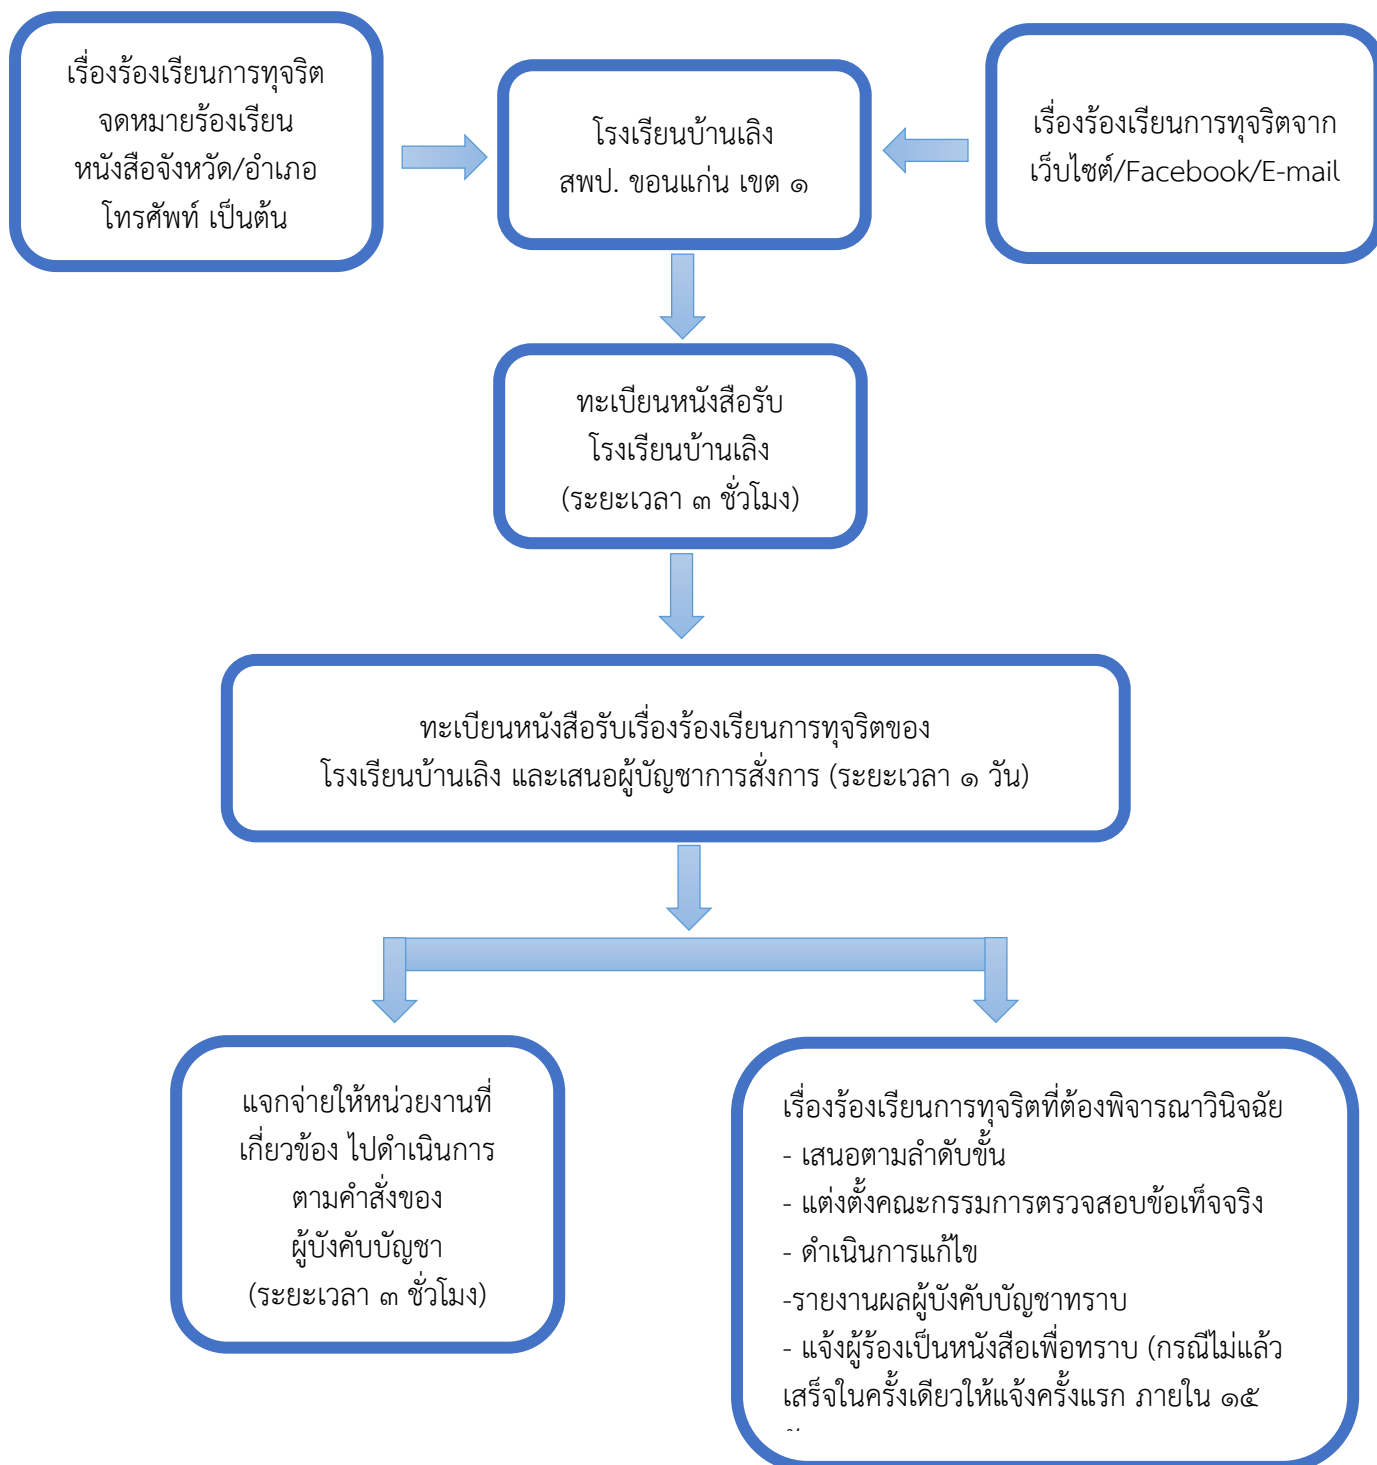 เรื่องร้องเรียนการทุจริต
จดหมายร้องเรียน
หนังสือจังหวัด/อำเภอ
โทรศัพท์ เป็นต้น
โรงเรียนบ้านเลิง
สพป. ขอนแก่น เขต ๑
เรื่องร้องเรียนการทุจริตจาก
เว็บไซต์/Facebook/E-mail
ทะเบียนหนังสือรับ
โรงเรียนบ้านเลิง
(ระยะเวลา ๓ ชั่วโมง)
ทะเบียนหนังสือรับเรื่องร้องเรียนการทุจริตของ
โรงเรียนบ้านเลิง และเสนอผู้บัญชาการสั่งการ (ระยะเวลา ๑ วัน)
แจกจ่ายให้หน่วยงานที่
เกี่ยวข้อง ไปดำเนินการ
ตามคำสั่งของ
ผู้บังคับบัญชา
(ระยะเวลา ๓ ชั่วโมง)
เรื่องร้องเรียนการทุจริตที่ต้องพิจารณาวินิจฉัย
- เสนอตามลำดับขั้น
- แต่งตั้งคณะกรรมการตรวจสอบข้อเท็จจริง
- ดำเนินการแก้ไข
-รายงานผลผู้บังคับบัญชาทราบ
- แจ้งผู้ร้องเป็นหนังสือเพื่อทราบ (กรณีไม่แล้ว
เสร็จในครั้งเดียวให้แจ้งครั้งแรก ภายใน ๑๕